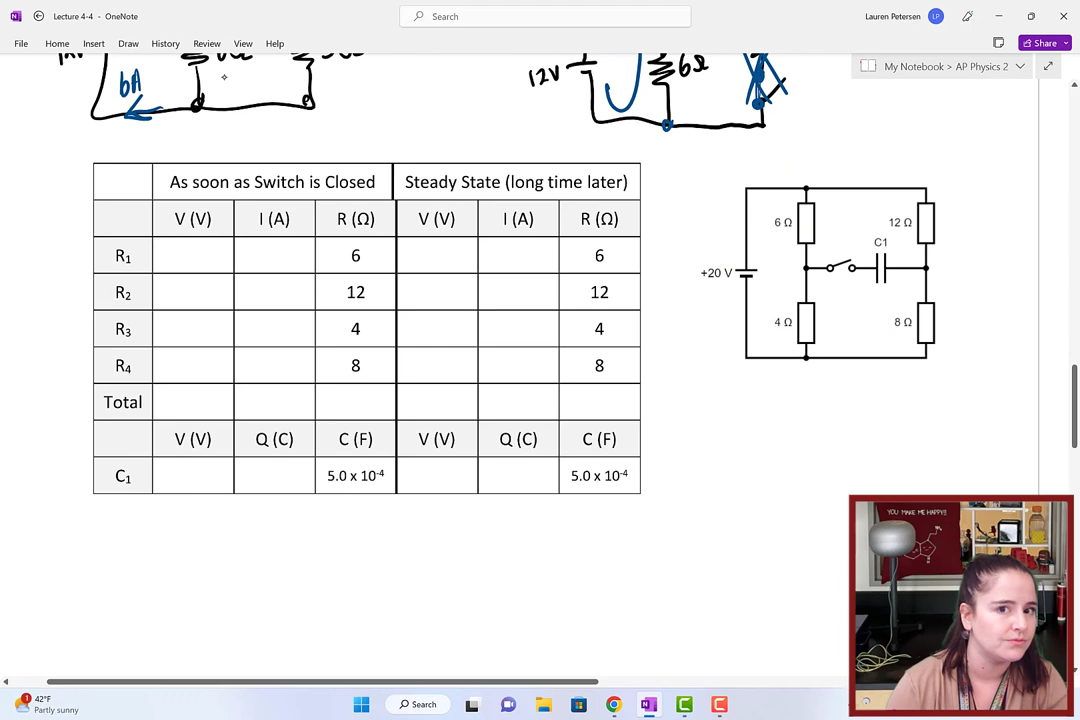 Lecture 4-4 - OneNote
Search
Lauren Petersen
LP
File Home Insert Draw History Review View Help
Share
My Notebook > AP Physics 2
6A
12V
6Ω
As soon as Switch is Closed Steady State (long time later)
V (V) I (A) R (Ω) V (V) I (A) R (Ω)
R1 6 6
R2 12 12
R3 4 4
R4 8 8
Total
V (V) Q (C) C (F) V (V) Q (C) C (F)
C1 5.0 x 10-4 5.0 x 10-4
6 Ω
12 Ω
C1
+20 V
4 Ω
8 Ω
YOU MAKE ME HAPPY!!
1
42°F
Partly sunny
Search